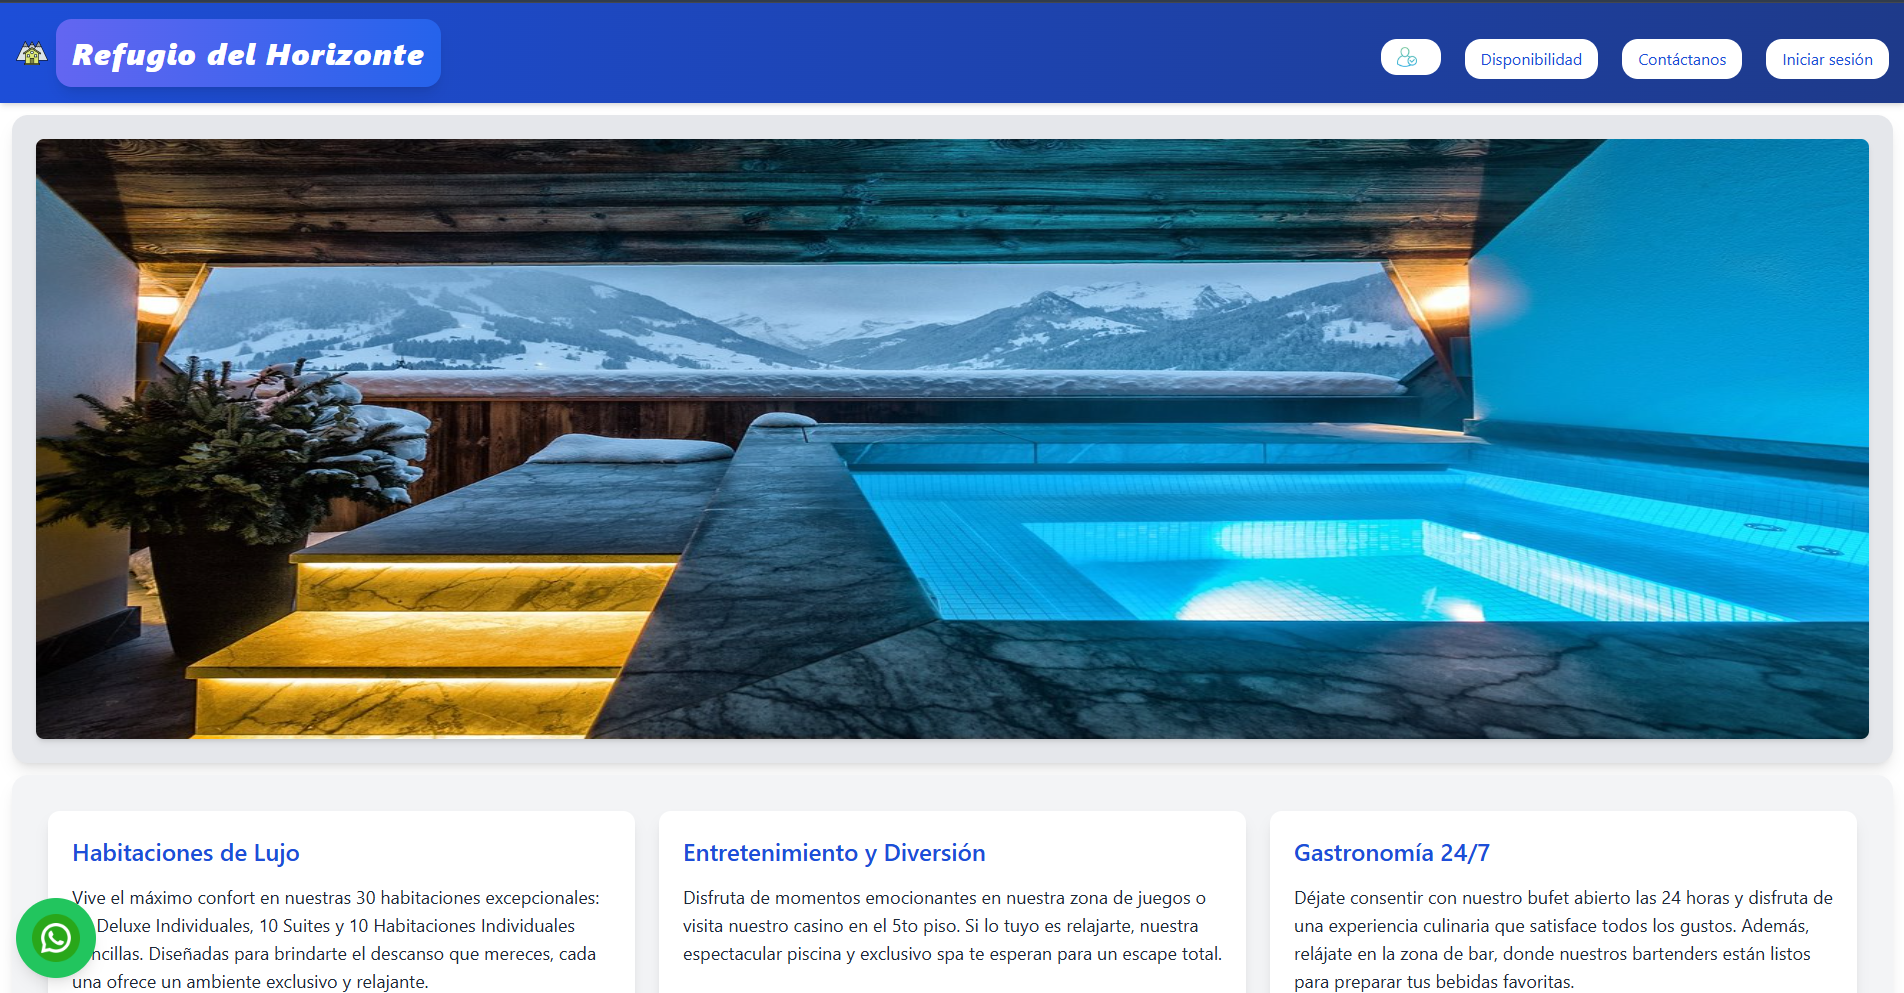 Refugio del Horizonte
Disponibilidad
Contáctanos
Iniciar sesión
Habitaciones de Lujo
Vive el máximo confort en nuestras 30 habitaciones excepcionales:
Deluxe Individuales, 10 Suites y 10 Habitaciones Individuales
Diseñadas para brindarte el descanso que mereces, cada
una ofrece un ambiente exclusivo y relajante.
Entretenimiento y Diversión
Disfruta de momentos emocionantes en nuestra zona de juegos o
visita nuestro casino en el 5to piso. Si lo tuyo es relajarte, nuestra
espectacular piscina y exclusivo spa te esperan para un escape total.
Gastronomía 24/7
Déjate consentir con nuestro bufet abierto las 24 horas y disfruta de
una experiencia culinaria que satisface todos los gustos. Además,
relájate en la zona de bar, donde nuestros bartenders están listos
para preparar tus bebidas favoritas.